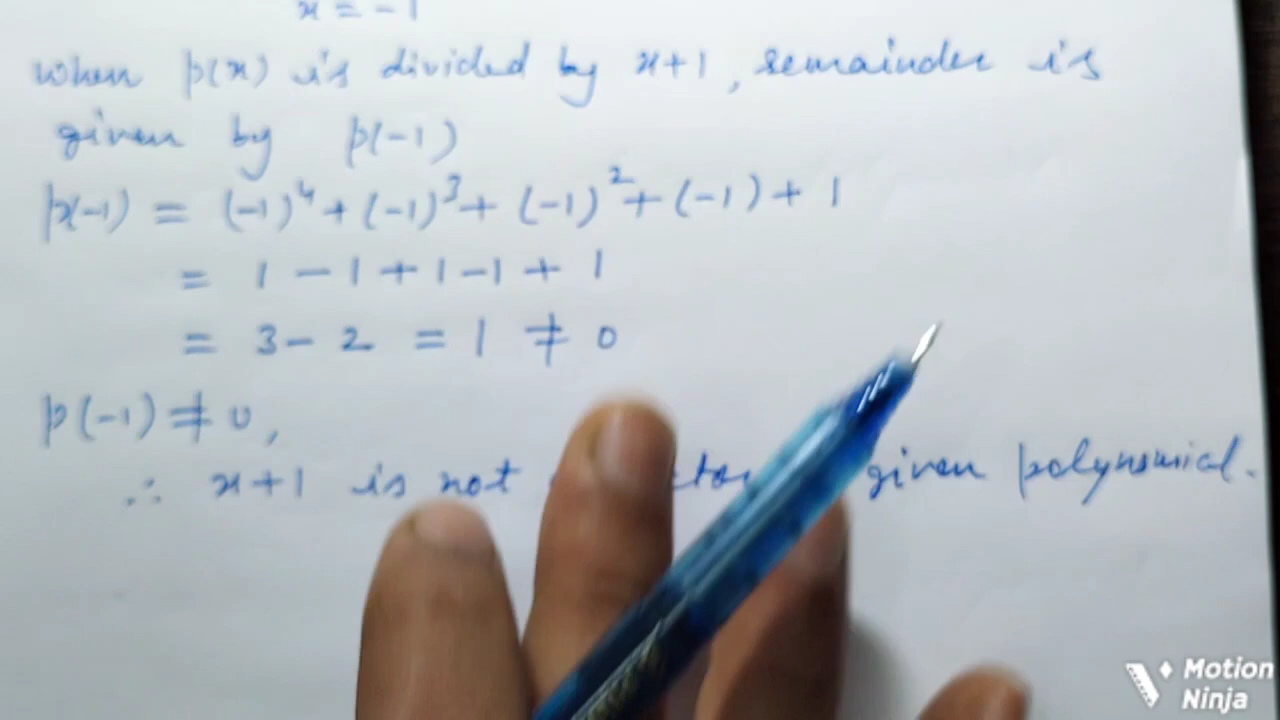 x = -1
when p(x) is divided by x+1, remainder is
given by p(-1)
p(-1) = (-1)⁴ + (-1)³ + (-1)² + (-1) + 1
= 1 - 1 + 1 - 1 + 1
= 3 - 2 = 1 ≠ 0
p(-1) ≠ 0,
∴ x+1 is not given polynomial.
Motion
Ninja